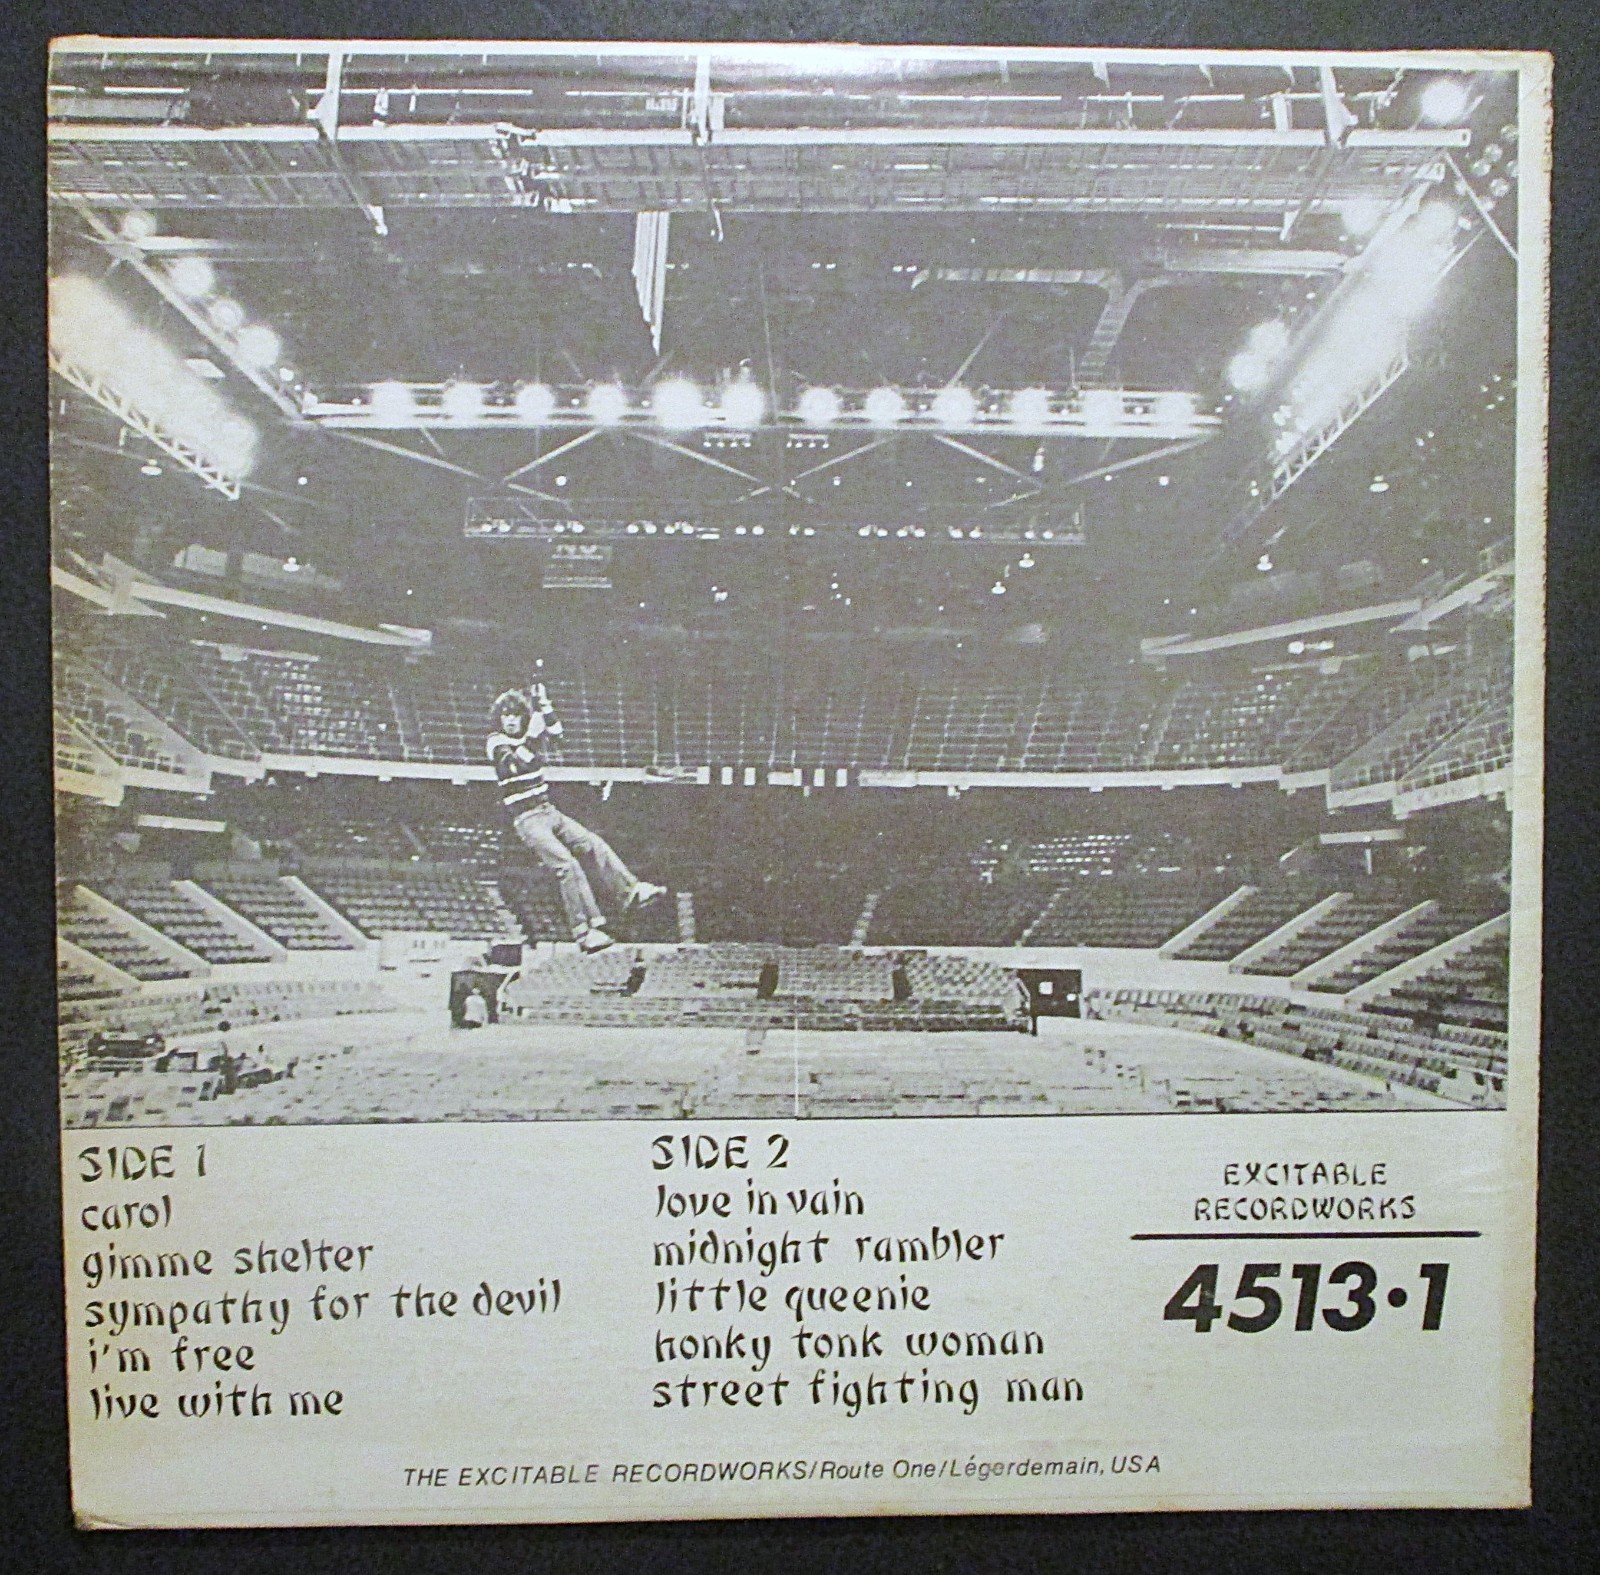 SIDE 1
carol
gimme shelter
sympathy for the devil
i'm free
live with me
SIDE 2
love in vain
midnight rambler
little queenie
honky tonk woman
street fighting man
EXCITABLE
RECORDWORKS
4513•1
THE EXCITABLE RECORDWORKS/Route One/Légerdemain, USA